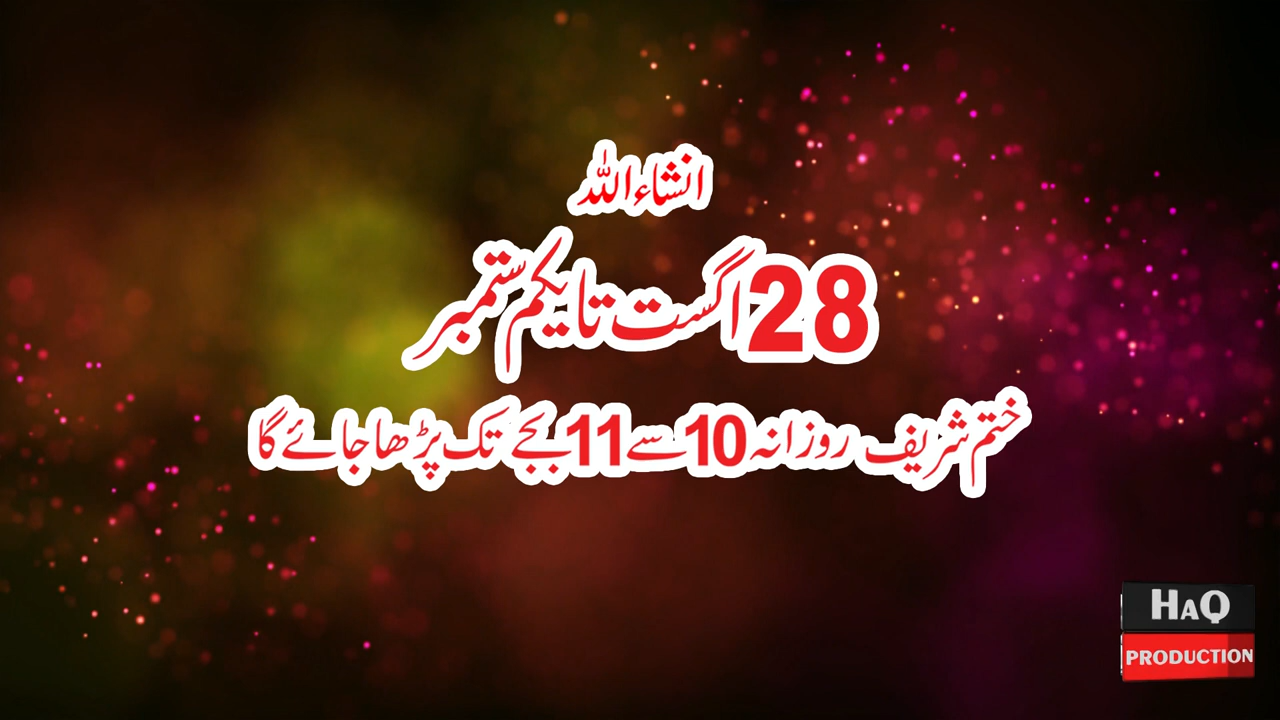 انشاء اللہ
28 اگست تا یکم ستمبر
ختم شریف روزانہ 10 سے 11 بجے تک پڑھا جائے گا
HAQ
PRODUCTION